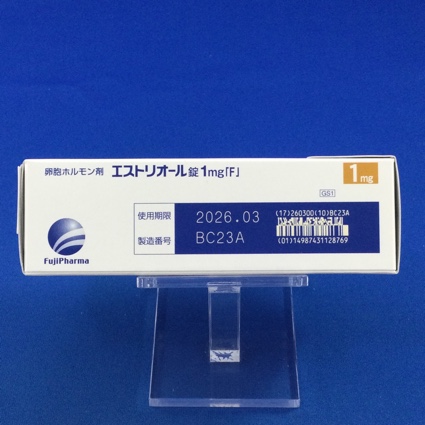 卵胞ホルモン剤 エストリオール錠1mg「F」
1mg
GS1
使用期限 2026.03
製造番号 BC23A
(17)260300(10)BC23A
(01)14987431128769
FujiPharma